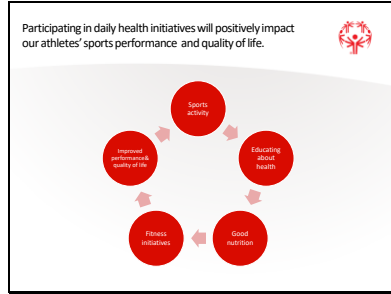 Participating in daily health initiatives will positively impact
our athletes' sports performance and quality of life.
Sports
activity
Educating
about
health
Good
nutrition
Fitness
initiatives
Improved
performance&
quality of life